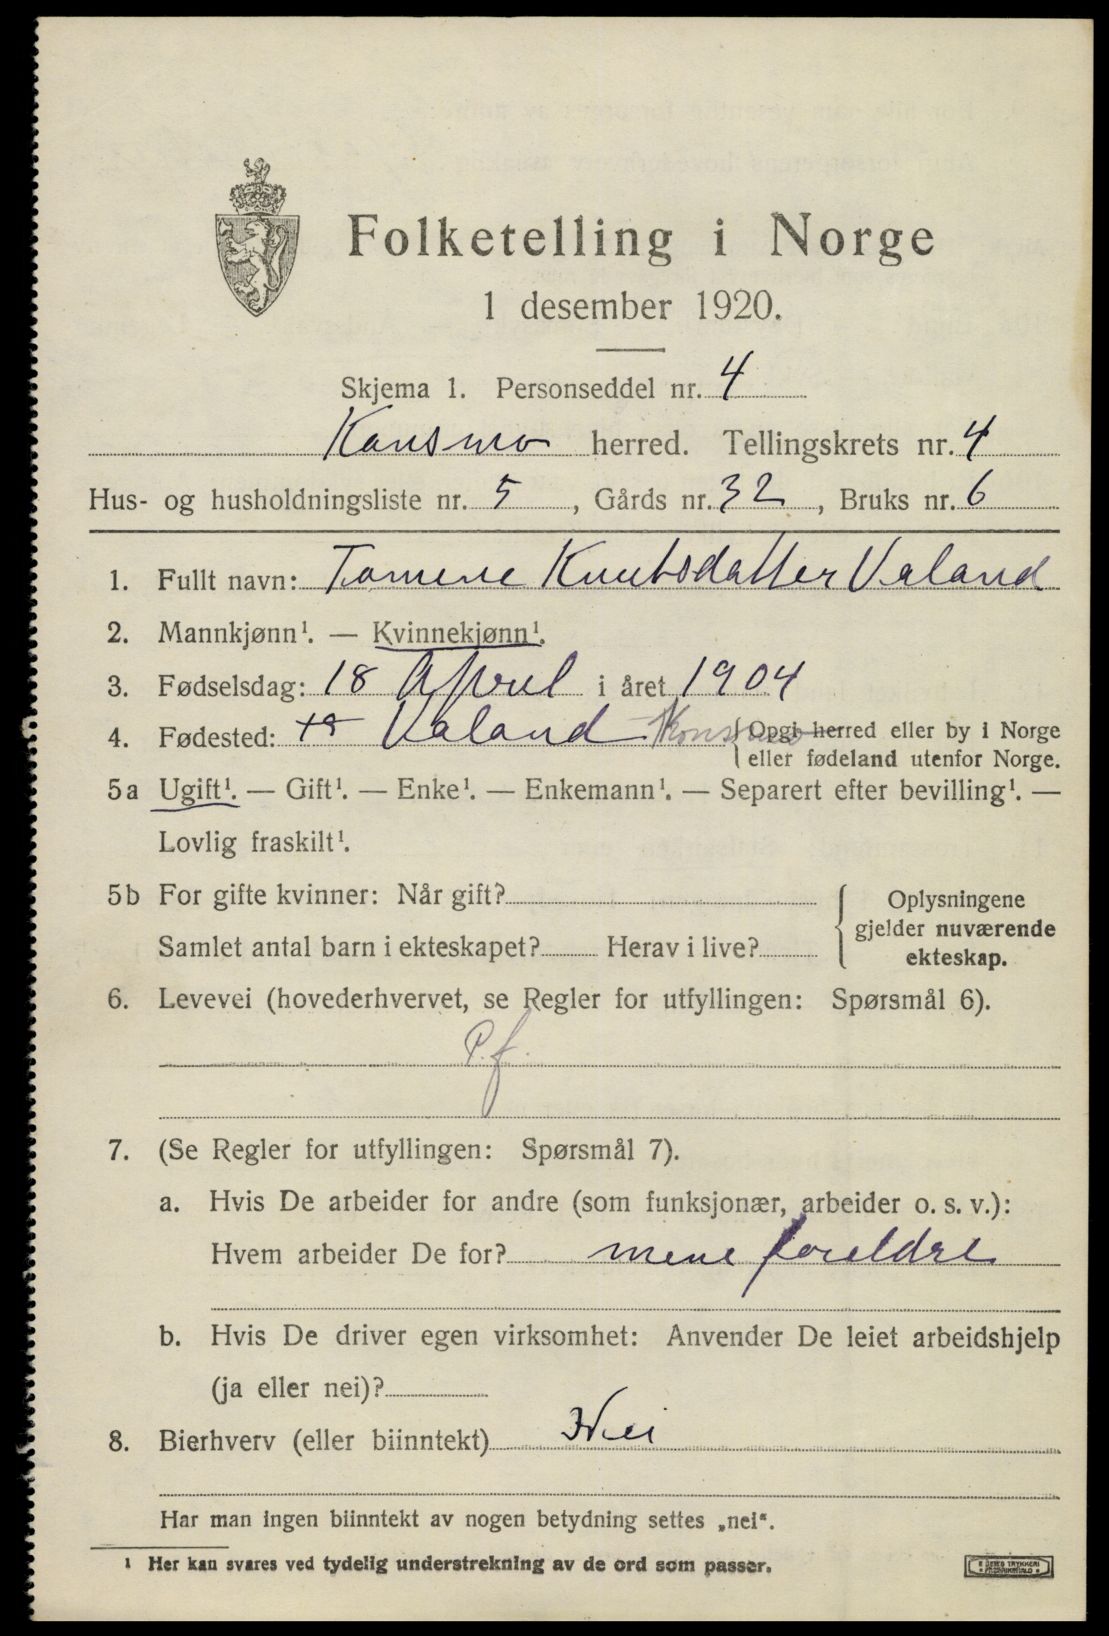 Folketelling i Norge
1 desember 1920.
Skjema 1. Personseddel nr. 4
Konsmo herred. Tellingskrets nr. 4
Hus- og husholdningsliste nr. 5, Gårds nr. 32, Bruks nr. 6
1. Fullt navn: Tomene Knutsdatter Valand
2. Mannkjønn¹. — Kvinnekjønn¹.
3. Fødselsdag: 18 April i året 1904
4. Fødested: Valand Konsmo {Opgi herred eller by i Norge
eller fødeland utenfor Norge.
5a Ugift¹. — Gift¹. — Enke¹. — Enkemann¹. — Separert efter bevilling¹. —
Lovlig fraskilt¹.
5b For gifte kvinner: Når gift?
Samlet antal barn i ekteskapet? Herav i live?
{Oplysningene
gjelder nuværende
ekteskap.
6. Levevei (hovederhvervet, se Regler for utfyllingen: Spørsmål 6).
P.f.
7. (Se Regler for utfyllingen: Spørsmål 7).
a. Hvis De arbeider for andre (som funksjonær, arbeider o. s. v.):
Hvem arbeider De for? mene foreldre
b. Hvis De driver egen virksomhet: Anvender De leiet arbeidshjelp
(ja eller nei)?
8. Bierhverv (eller biinntekt) Nei
Har man ingen biinntekt av nogen betydning settes „nei“.
¹ Her kan svares ved tydelig understrekning av de ord som passer.